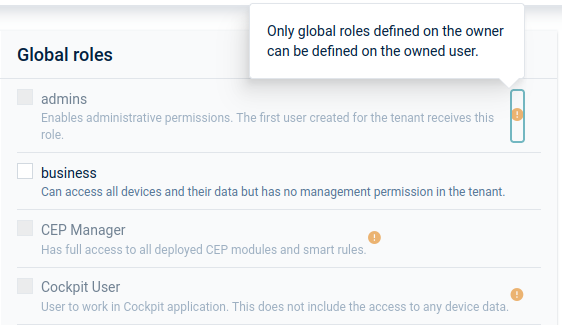 Only global roles defined on the owner
can be defined on the owned user.
Global roles
admins
Enables administrative permissions. The first user created for the tenant receives this
role.
business
Can access all devices and their data but has no management permission in the tenant.
CEP Manager
Has full access to all deployed CEP modules and smart rules.
Cockpit User
User to work in Cockpit application. This does not include the access to any device data.